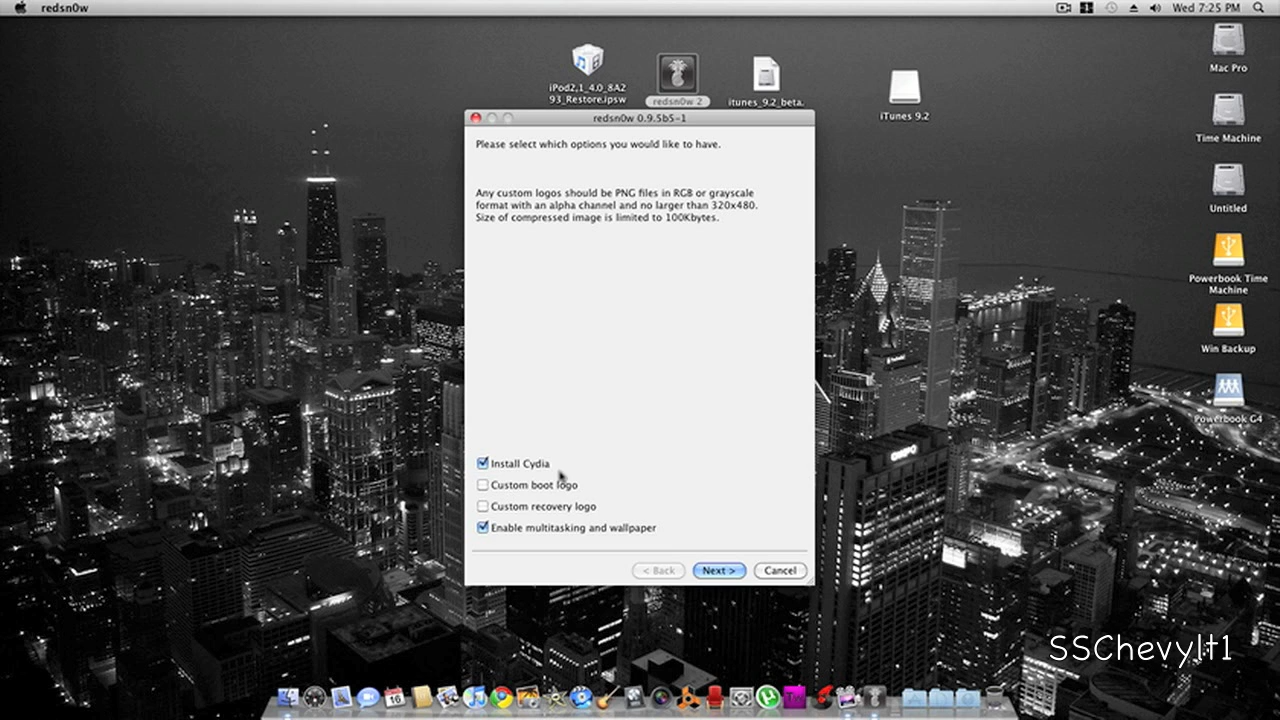 redsn0w
Wed 7:25 PM
iPod2,1_4.0_8A2
93_Restore.ipsw
redsn0w 2
itunes_9.2_beta.
iTunes 9.2
Mac Pro
Time Machine
Untitled
Powerbook Time
Machine
Win Backup
Powerbook G4
redsn0w 0.9.5b5-1
Please select which options you would like to have.
Any custom logos should be PNG files in RGB or grayscale
format with an alpha channel and no larger than 320x480.
Size of compressed image is limited to 100Kbytes.
Install Cydia
Custom boot logo
Custom recovery logo
Enable multitasking and wallpaper
< Back
Next >
Cancel
SSChevylt1